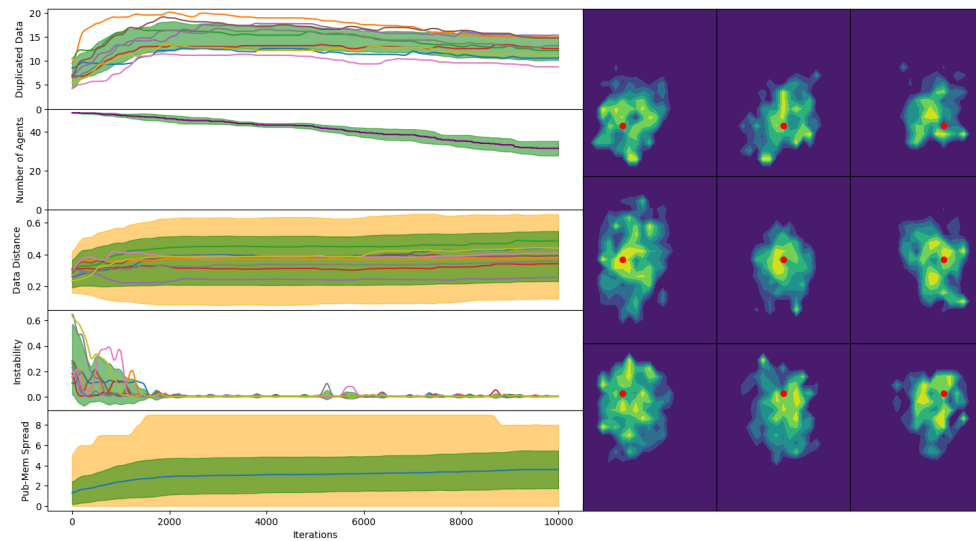 Duplicated Data
20
15
10
5
0
Number of Agents
40
20
0
Data Distance
0.6
0.4
0.2
Instability
0.6
0.4
0.2
0.0
Pub-Mem Spread
8
6
4
2
0
0 2000 4000 6000 8000 10000
Iterations